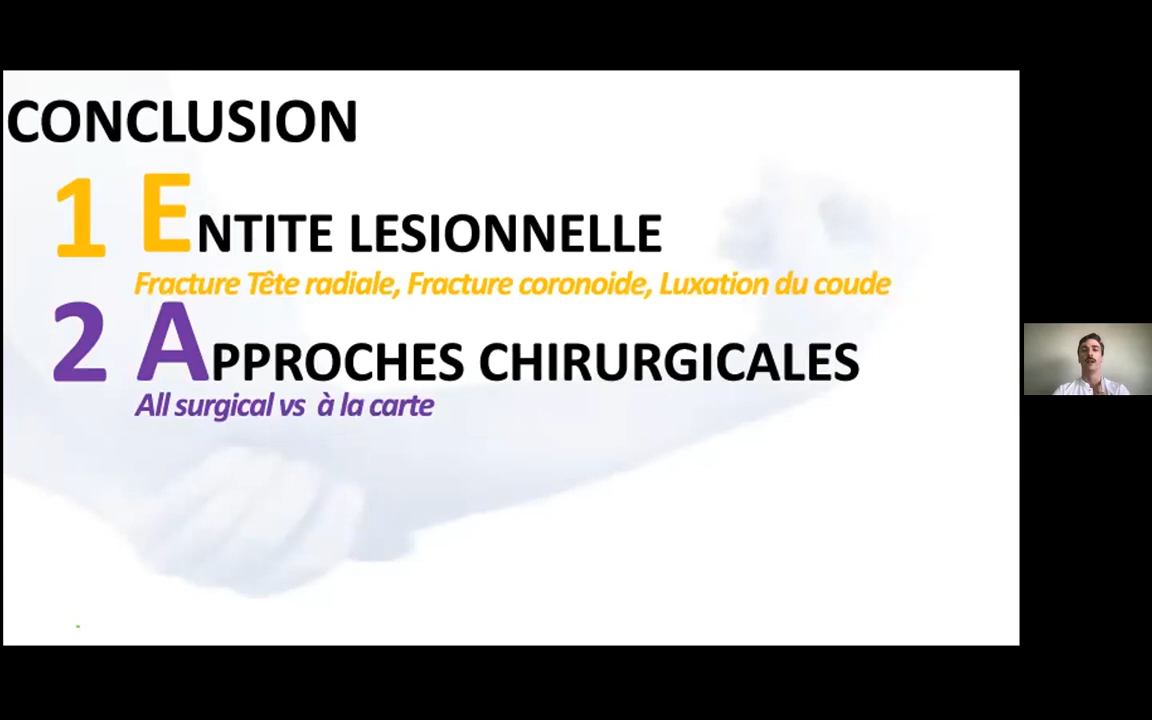 CONCLUSION
1 ENTITE LESIONNELLE
Fracture Tête radiale, Fracture coronoide, Luxation du coude
2 APPROCHES CHIRURGICALES
All surgical vs à la carte